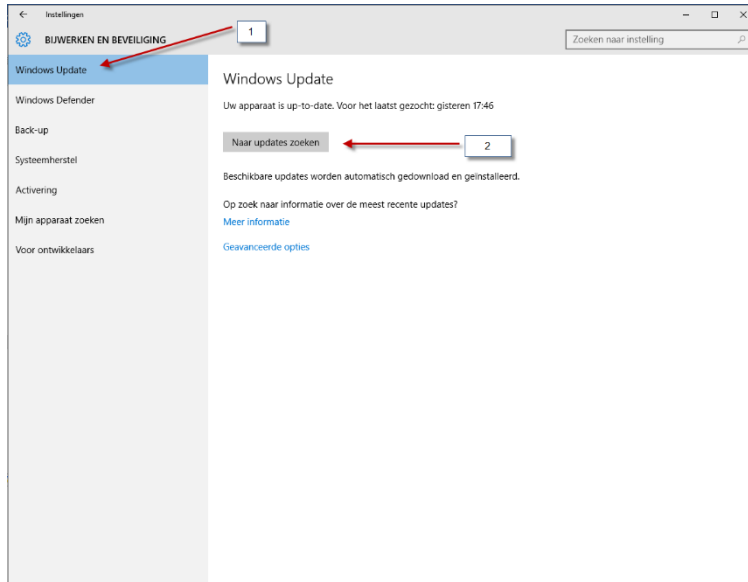 Instellingen
BIJWERKEN EN BEVEILIGING
1
Zoeken naar instelling
Windows Update
Windows Defender
Back-up
Systeemherstel
Activering
Mijn apparaat zoeken
Voor ontwikkelaars
Windows Update
Uw apparaat is up-to-date. Voor het laatst gezocht: gisteren 17:46
Naar updates zoeken
2
Beschikbare updates worden automatisch gedownload en geïnstalleerd.
Op zoek naar informatie over de meest recente updates?
Meer informatie
Geavanceerde opties